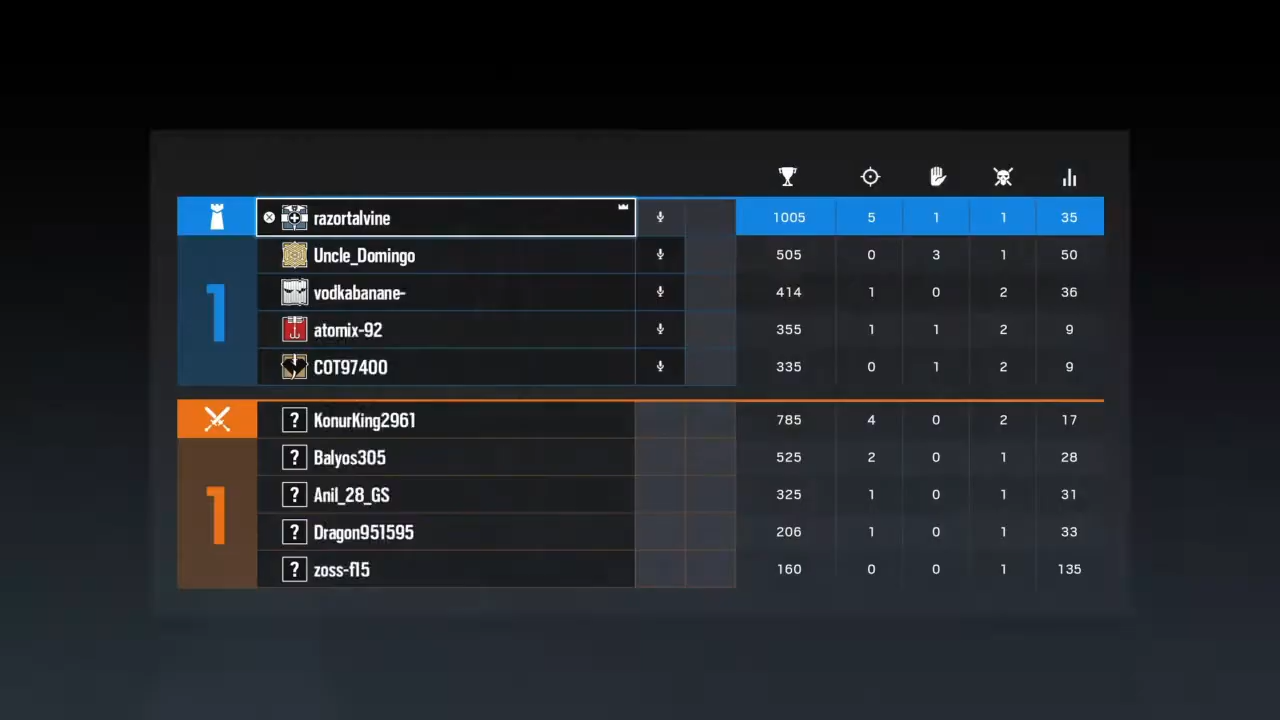 razortalvine 1005 5 1 1 35
Uncle_Domingo 505 0 3 1 50
1 vodkabanane- 414 1 0 2 36
atomix-92 355 1 1 2 9
COT97400 335 0 1 2 9
? KonurKing2961 785 4 0 2 17
? Balyos305 525 2 0 1 28
1 ? Anil_28_GS 325 1 0 1 31
? Dragon951595 206 1 0 1 33
? zoss-f15 160 0 0 1 135